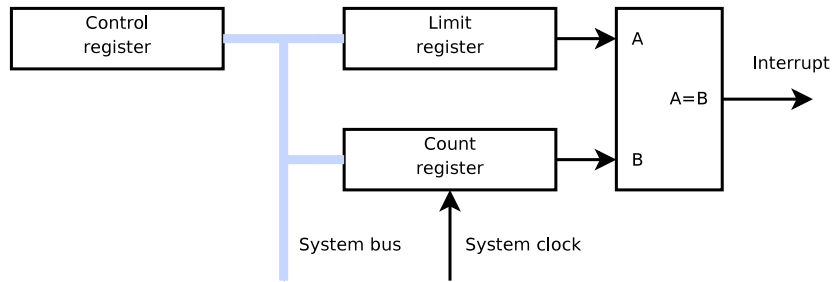 Control
register
Limit
register
A
Interrupt
A=B
Count
register
B
System bus
System clock